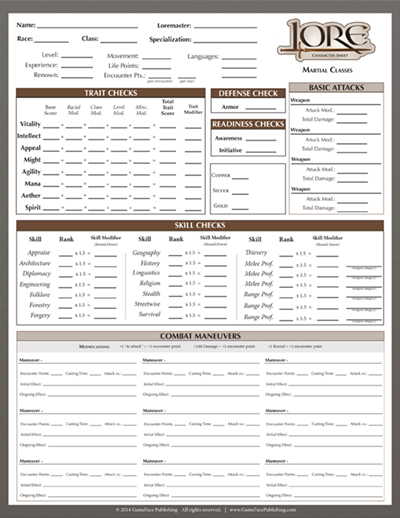 Name: Loremaster:
LORE
Race: Class: Specialization:
CHARACTER SHEET
Level: Movement: Languages:
MARTIAL CLASSES
Experience: Life Points:
Renown: Encounter Pts.
TRAIT CHECKS
Base Score Racial Mod. Class Mod. Level Mod. Misc. Mod. Total Trait Score Trait Modifier
Vitality + + + + =
Intellect + + + + =
Appeal + + + + =
Might + + + + =
Agility + + + + =
Mana + + + + =
Aether + + + + =
Spirit + + + + =
DEFENSE CHECK
Armor
READINESS CHECKS
Awareness
Initiative
COPPER
SILVER
GOLD
BASIC ATTACKS
Weapon
Attack Mod.:
Total Damage:
Weapon
Attack Mod.:
Total Damage:
Weapon
Attack Mod.:
Total Damage:
Weapon
Attack Mod.:
Total Damage:
SKILL CHECKS
Skill Rank Skill Modifier (Round Down) Skill Rank Skill Modifier (Round Down) Skill Rank Skill Modifier (Round Down)
Appraise x 1.5 = Geography x 1.5 = Thievery x 1.5 =
Architecture x 1.5 = History x 1.5 = Melee Prof. x 1.5 =
Diplomacy x 1.5 = Linguistics x 1.5 = Melee Prof. x 1.5 =
Engineering x 1.5 = Religion x 1.5 = Melee Prof. x 1.5 =
Folklore x 1.5 = Stealth x 1.5 = Range Prof. x 1.5 =
Forestry x 1.5 = Streetwise x 1.5 = Range Prof. x 1.5 =
Forgery x 1.5 = Survival x 1.5 = Range Prof. x 1.5 =
COMBAT MANEUVERS
MODIFICATIONS: +1 "to attack" = +1 encounter point
Maneuver - Maneuver - Maneuver -
Encounter Points: Casting Time: Attack vs.: Encounter Points: Casting Time: Attack vs.: Encounter Points: Casting Time: Attack vs.:
Initial Effect: Initial Effect: Initial Effect:
Ongoing Effect: Ongoing Effect: Ongoing Effect:
Maneuver - Maneuver - Maneuver -
Encounter Points: Casting Time: Attack vs.: Encounter Points: Casting Time: Attack vs.: Encounter Points: Casting Time: Attack vs.:
Initial Effect: Initial Effect: Initial Effect:
Ongoing Effect: Ongoing Effect: Ongoing Effect:
Maneuver - Maneuver - Maneuver -
Encounter Points: Casting Time: Attack vs.: Encounter Points: Casting Time: Attack vs.: Encounter Points: Casting Time: Attack vs.:
Initial Effect: Initial Effect: Initial Effect:
Ongoing Effect: Ongoing Effect: Ongoing Effect:
© 2014 GameFace Publishing All rights reserved. | www.GameFacePublishing.com